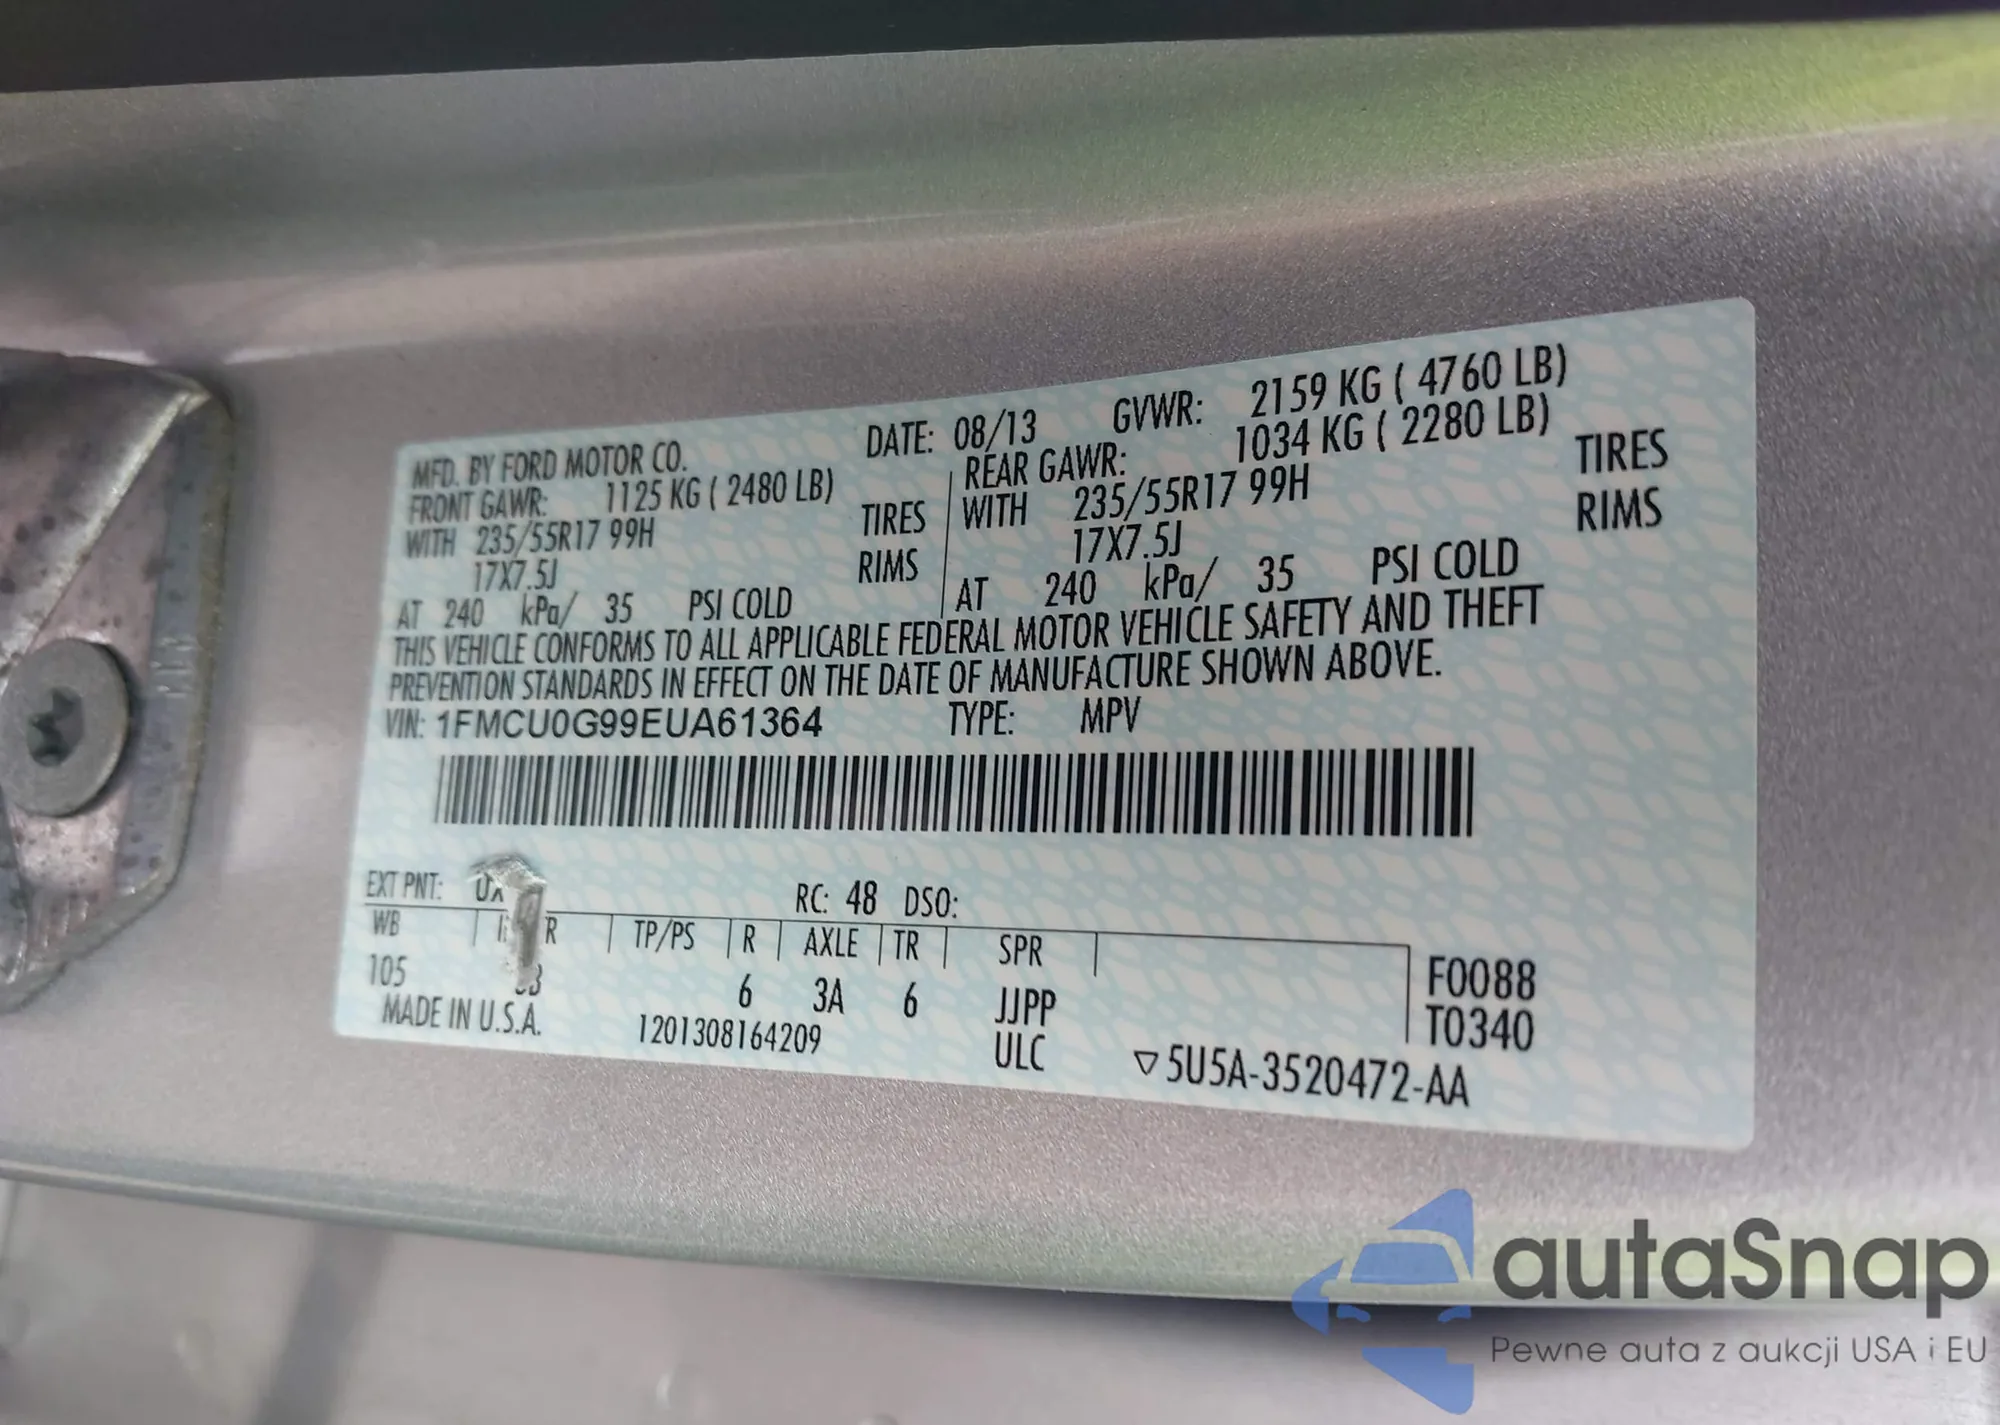 MFD. BY FORD MOTOR CO. DATE: 08/13 GVWR: 2159 KG ( 4760 LB)
FRONT GAWR: 1125 KG ( 2480 LB) REAR GAWR: 1034 KG ( 2280 LB)
WITH 235/55R17 99H TIRES WITH 235/55R17 99H TIRES
17X7.5J RIMS 17X7.5J RIMS
AT 240 kPa/ 35 PSI COLD AT 240 kPa/ 35 PSI COLD
THIS VEHICLE CONFORMS TO ALL APPLICABLE FEDERAL MOTOR VEHICLE SAFETY AND THEFT
PREVENTION STANDARDS IN EFFECT ON THE DATE OF MANUFACTURE SHOWN ABOVE.
VIN: 1FMCU0G99EUA61364 TYPE: MPV
EXT PNT: RC: 48 DSO:
WB TP/PS R AXLE TR SPR
105 6 3A 6 JJPP F0088
MADE IN U.S.A. 1201308164209 ULC T0340
▽5U5A-3520472-AA
autaSnap
Pewne auta z aukcji USA i EU